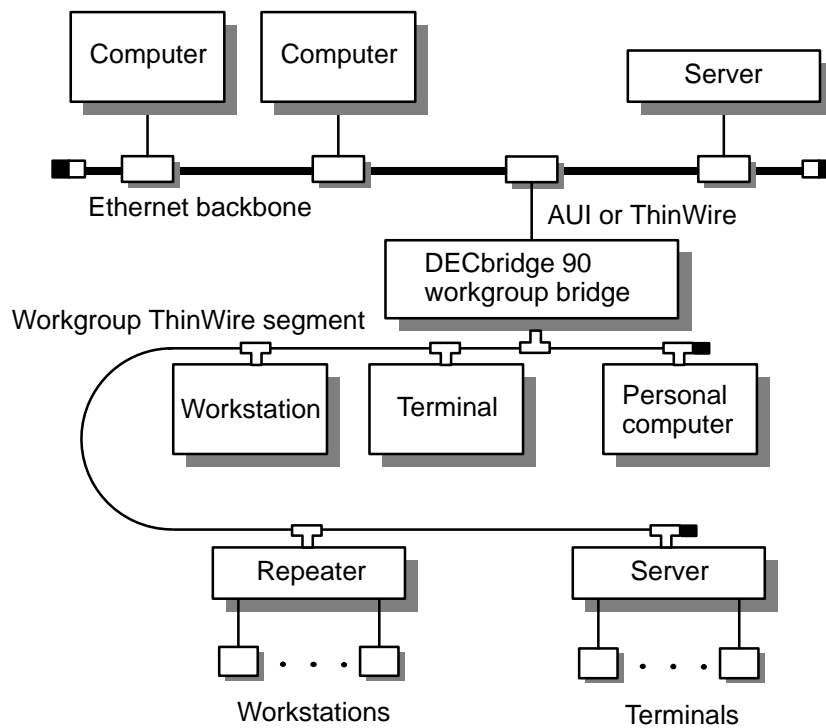 Computer
Computer
Server
Ethernet backbone
AUI or ThinWire
DECbridge 90
workgroup bridge
Workgroup ThinWire segment
Workstation
Terminal
Personal
computer
Repeater
Server
Workstations
Terminals